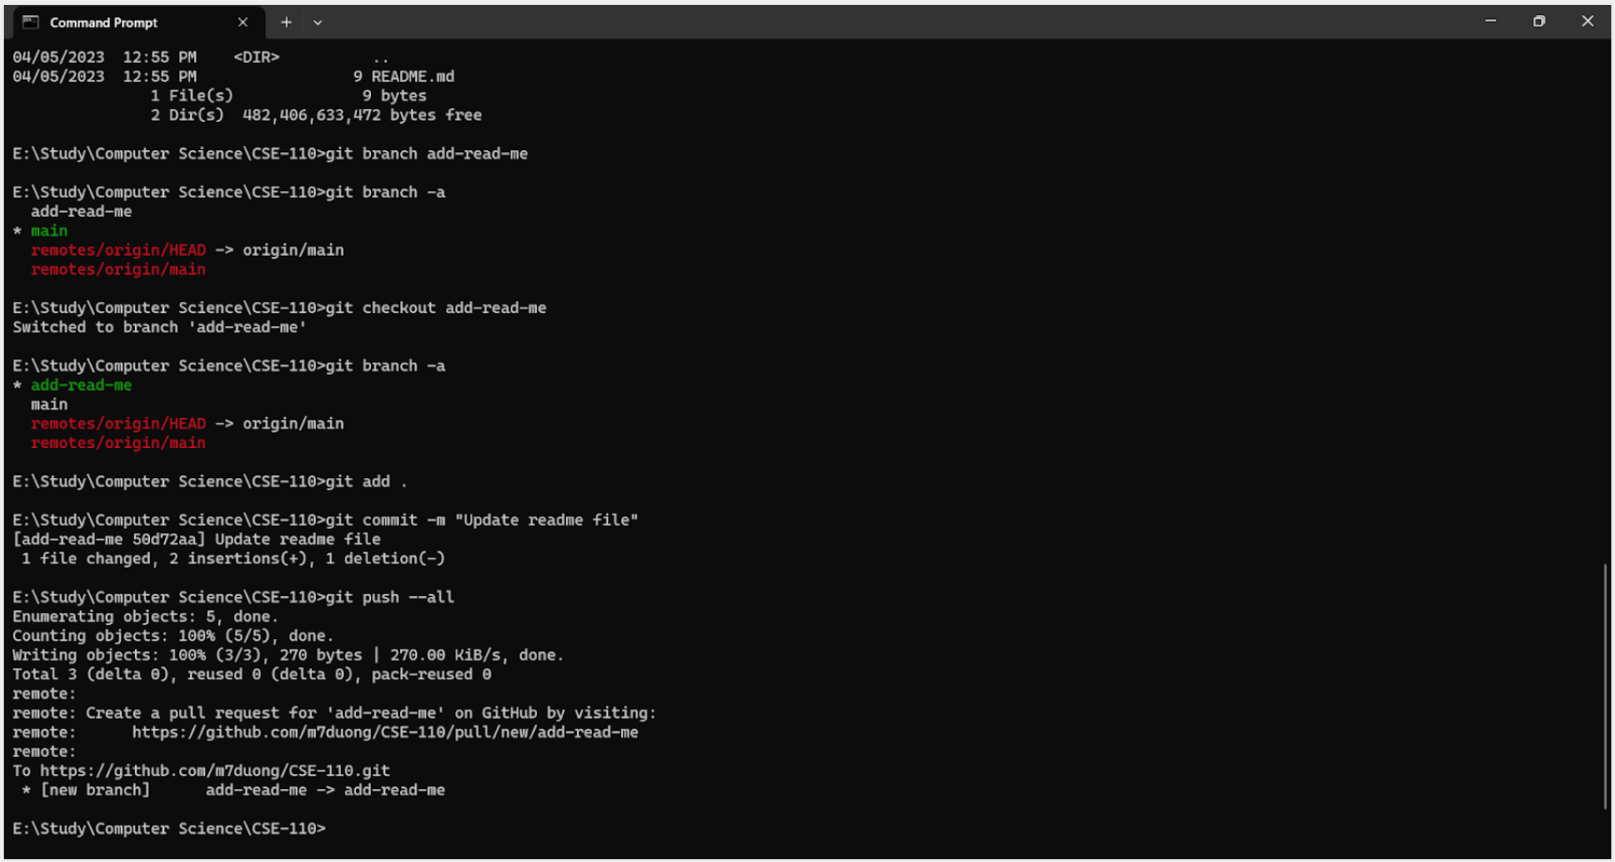 Command Prompt
04/05/2023  12:55 PM    <DIR>          ..
04/05/2023  12:55 PM                 9 README.md
               1 File(s)              9 bytes
               2 Dir(s)  482,406,633,472 bytes free
E:\Study\Computer Science\CSE-110>git branch add-read-me
E:\Study\Computer Science\CSE-110>git branch -a
  add-read-me
* main
  remotes/origin/HEAD -> origin/main
  remotes/origin/main
E:\Study\Computer Science\CSE-110>git checkout add-read-me
Switched to branch 'add-read-me'
E:\Study\Computer Science\CSE-110>git branch -a
* add-read-me
  main
  remotes/origin/HEAD -> origin/main
  remotes/origin/main
E:\Study\Computer Science\CSE-110>git add .
E:\Study\Computer Science\CSE-110>git commit -m "Update readme file"
[add-read-me 50d72aa] Update readme file
 1 file changed, 2 insertions(+), 1 deletion(-)
E:\Study\Computer Science\CSE-110>git push --all
Enumerating objects: 5, done.
Counting objects: 100% (5/5), done.
Writing objects: 100% (3/3), 270 bytes | 270.00 KiB/s, done.
Total 3 (delta 0), reused 0 (delta 0), pack-reused 0
remote:
remote: Create a pull request for 'add-read-me' on GitHub by visiting:
remote:      https://github.com/m7duong/CSE-110/pull/new/add-read-me
remote:
To https://github.com/m7duong/CSE-110.git
 * [new branch]      add-read-me -> add-read-me
E:\Study\Computer Science\CSE-110>